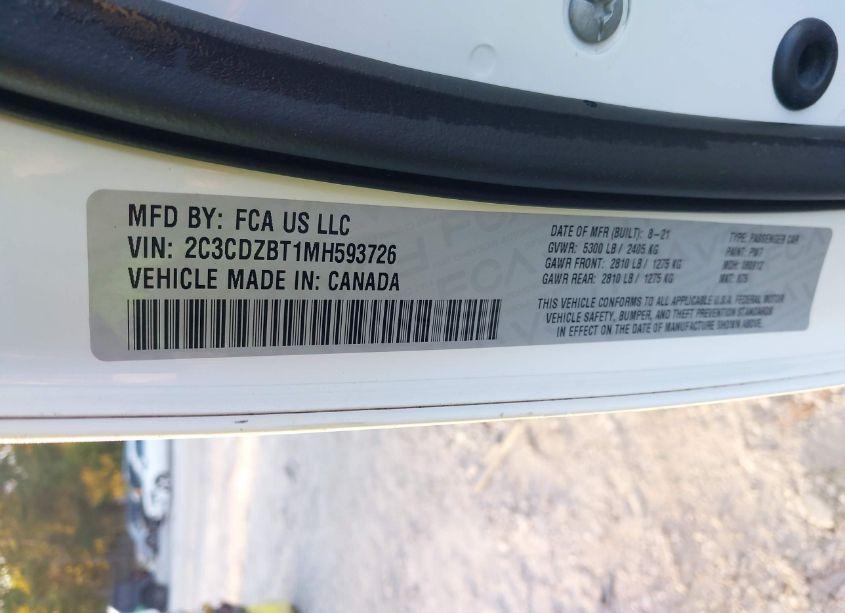 MFD BY: FCA US LLC
VIN: 2C3CDZBT1MH593726
VEHICLE MADE IN: CANADA
DATE OF MFR (BUILT): 8-21
GVWR: 5300 LB / 2405 KG
GAWR FRONT: 2810 LB / 1275 KG
GAWR REAR: 2810 LB / 1275 KG
TYPE: PASSENGER CAR
PAINT: PW7
MDH:
MKT:
THIS VEHICLE CONFORMS TO ALL APPLICABLE U.S.A. FEDERAL MOTOR
VEHICLE SAFETY, BUMPER, AND THEFT PREVENTION STANDARDS
IN EFFECT ON THE DATE OF MANUFACTURE SHOWN ABOVE.